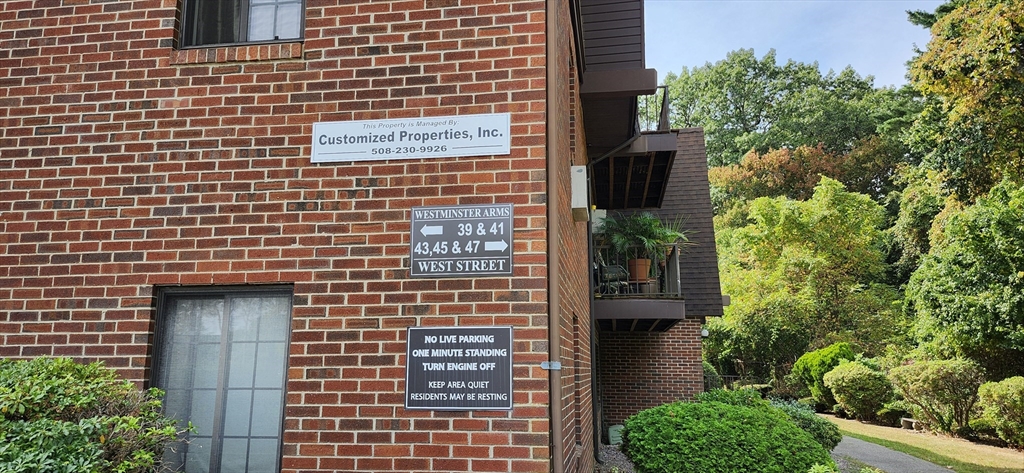 This Property is Managed By:
Customized Properties, Inc.
508-230-9926
WESTMINSTER ARMS
← 39 & 41
43,45 & 47 →
WEST STREET
NO LIVE PARKING
ONE MINUTE STANDING
TURN ENGINE OFF
KEEP AREA QUIET
RESIDENTS MAY BE RESTING